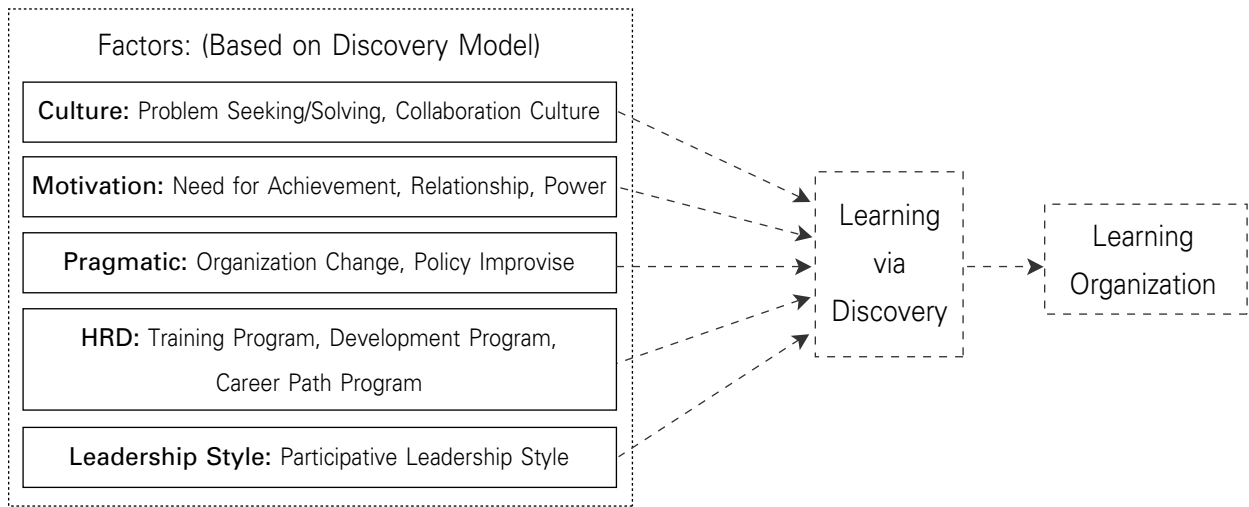 Factors: (Based on Discovery Model)
Culture: Problem Seeking/Solving, Collaboration Culture
Motivation: Need for Achievement, Relationship, Power
Pragmatic: Organization Change, Policy Improvise
HRD: Training Program, Development Program,
Career Path Program
Leadership Style: Participative Leadership Style
Learning
via
Discovery
Learning
Organization